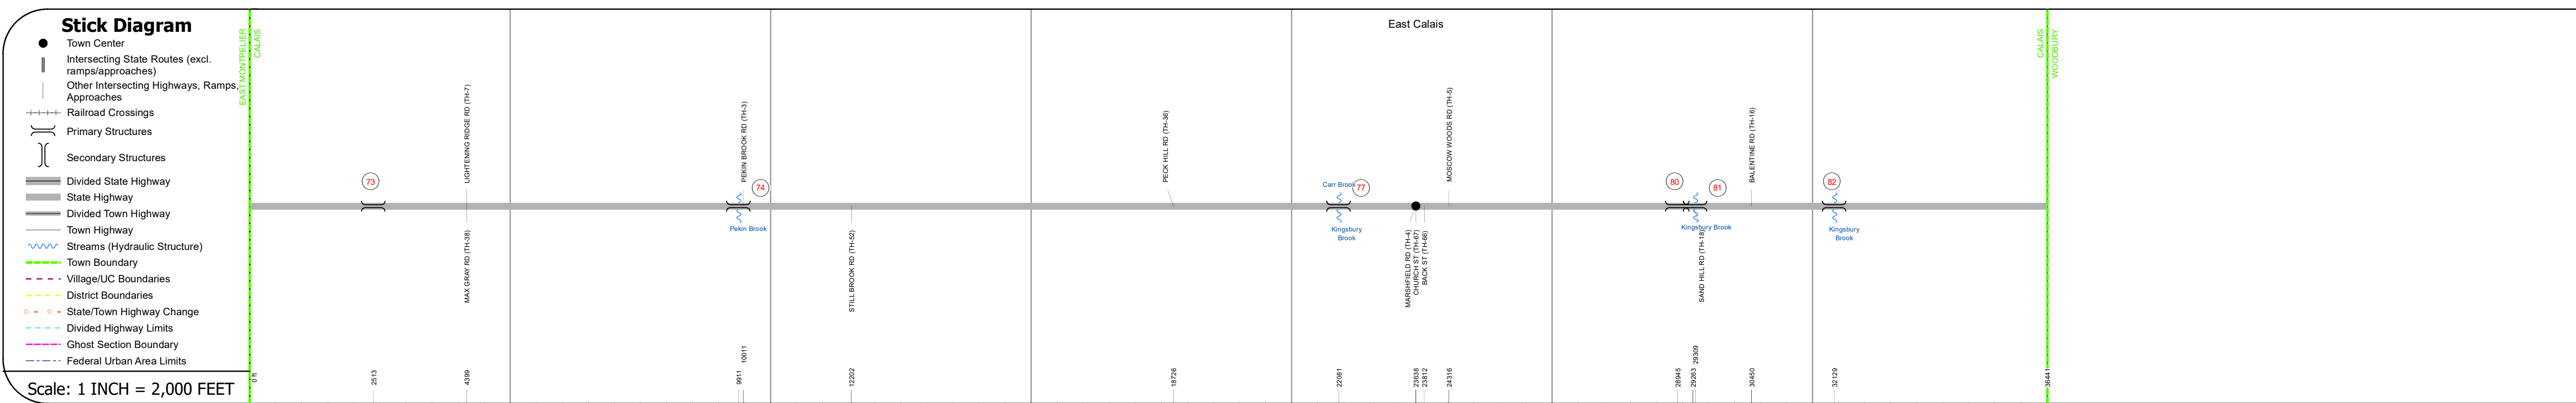 Stick Diagram
Town Center
Intersecting State Routes (excl.
ramps/approaches)
Other Intersecting Highways, Ramps,
Approaches
Railroad Crossings
Primary Structures
Secondary Structures
Divided State Highway
State Highway
Divided Town Highway
Town Highway
Streams (Hydraulic Structure)
Town Boundary
Village/UC Boundaries
District Boundaries
State/Town Highway Change
Divided Highway Limits
Ghost Section Boundary
Federal Urban Area Limits
Scale: 1 INCH = 2,000 FEET
EAST MONTPELIER
CALAIS
East Calais
CALAIS
WOODBURY
LIGHTENING RIDGE RD (TH-7)
PEKIN BROOK RD (TH-3)
PECK HILL RD (TH-36)
MOSCOW WOODS RD (TH-5)
BALENTINE RD (TH-16)
73
74
Carr Brook
77
80
81
82
Pekin Brook
Kingsbury
Brook
Kingsbury Brook
Kingsbury
Brook
MAX GRAY RD (TH-38)
STILL BROOK RD (TH-52)
MARSHFIELD RD (TH-4)
CHURCH ST (TH-67)
BACK ST (TH-66)
SAND HILL RD (TH-18)
0 ft
2513
4399
9911
10011
12202
18726
22081
23638
23812
24316
28945
29263
29309
30450
32129
36441